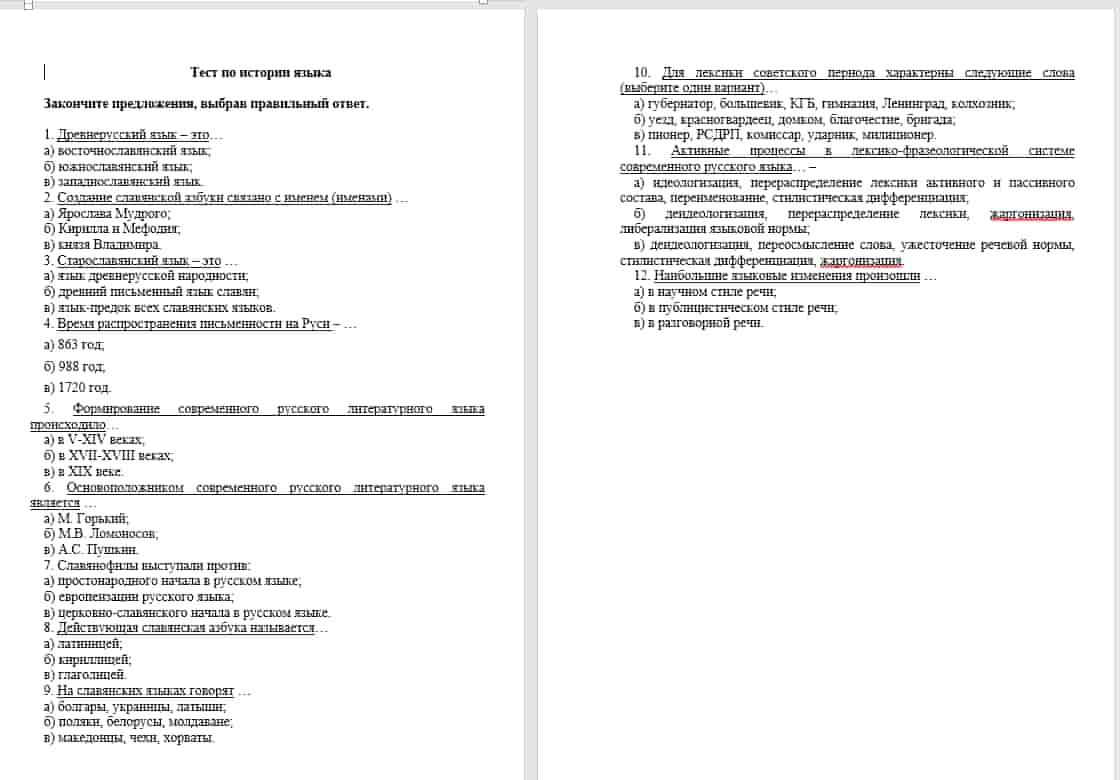 Тест по истории языка
Закончите предложения, выбрав правильный ответ.
1. Древнерусский язык – это…
а) восточнославянский язык;
б) южнославянский язык;
в) западнославянский язык.
2. Создание славянской азбуки связано с именем (именами) …
а) Ярослава Мудрого;
б) Кирилла и Мефодия;
в) князя Владимира.
3. Старославянский язык – это …
а) язык древнерусской народности;
б) древний письменный язык славян;
в) язык-предок всех славянских языков.
4. Время распространения письменности на Руси – …
а) 863 год;
б) 988 год;
в) 1720 год.
5. Формирование современного русского литературного языка
происходило…
а) в V-XIV веках;
б) в XVII-XVIII веках;
в) в XIX веке.
6. Основоположником современного русского литературного языка
является …
а) М. Горький;
б) М.В. Ломоносов;
в) А.С. Пушкин.
7. Славянофилы выступали против:
а) простонародного начала в русском языке;
б) европеизации русского языка;
в) церковно-славянского начала в русском языке.
8. Действующая славянская азбука называется…
а) латиницей;
б) кириллицей;
в) глаголицей.
9. На славянских языках говорят …
а) болгары, украинцы, латыши;
б) поляки, белорусы, молдаване;
в) македонцы, чехи, хорваты.
10. Для лексики советского периода характерны следующие слова
(выберите один вариант)…
а) губернатор, большевик, КГБ, гимназия, Ленинград, колхозник;
б) уезд, красногвардеец, домком, благочестие, бригада;
в) пионер, РСДРП, комиссар, ударник, милиционер.
11. Активные процессы в лексико-фразеологической системе
современного русского языка… –
а) идеологизация, перераспределение лексики активного и пассивного
состава, переименование, стилистическая дифференциация;
б) деидеологизация, перераспределение лексики, жаргонизация,
либерализация языковой нормы;
в) деидеологизация, переосмысление слова, ужесточение речевой нормы,
стилистическая дифференциация, жаргонизация.
12. Наибольшие языковые изменения произошли …
а) в научном стиле речи;
б) в публицистическом стиле речи;
в) в разговорной речи.